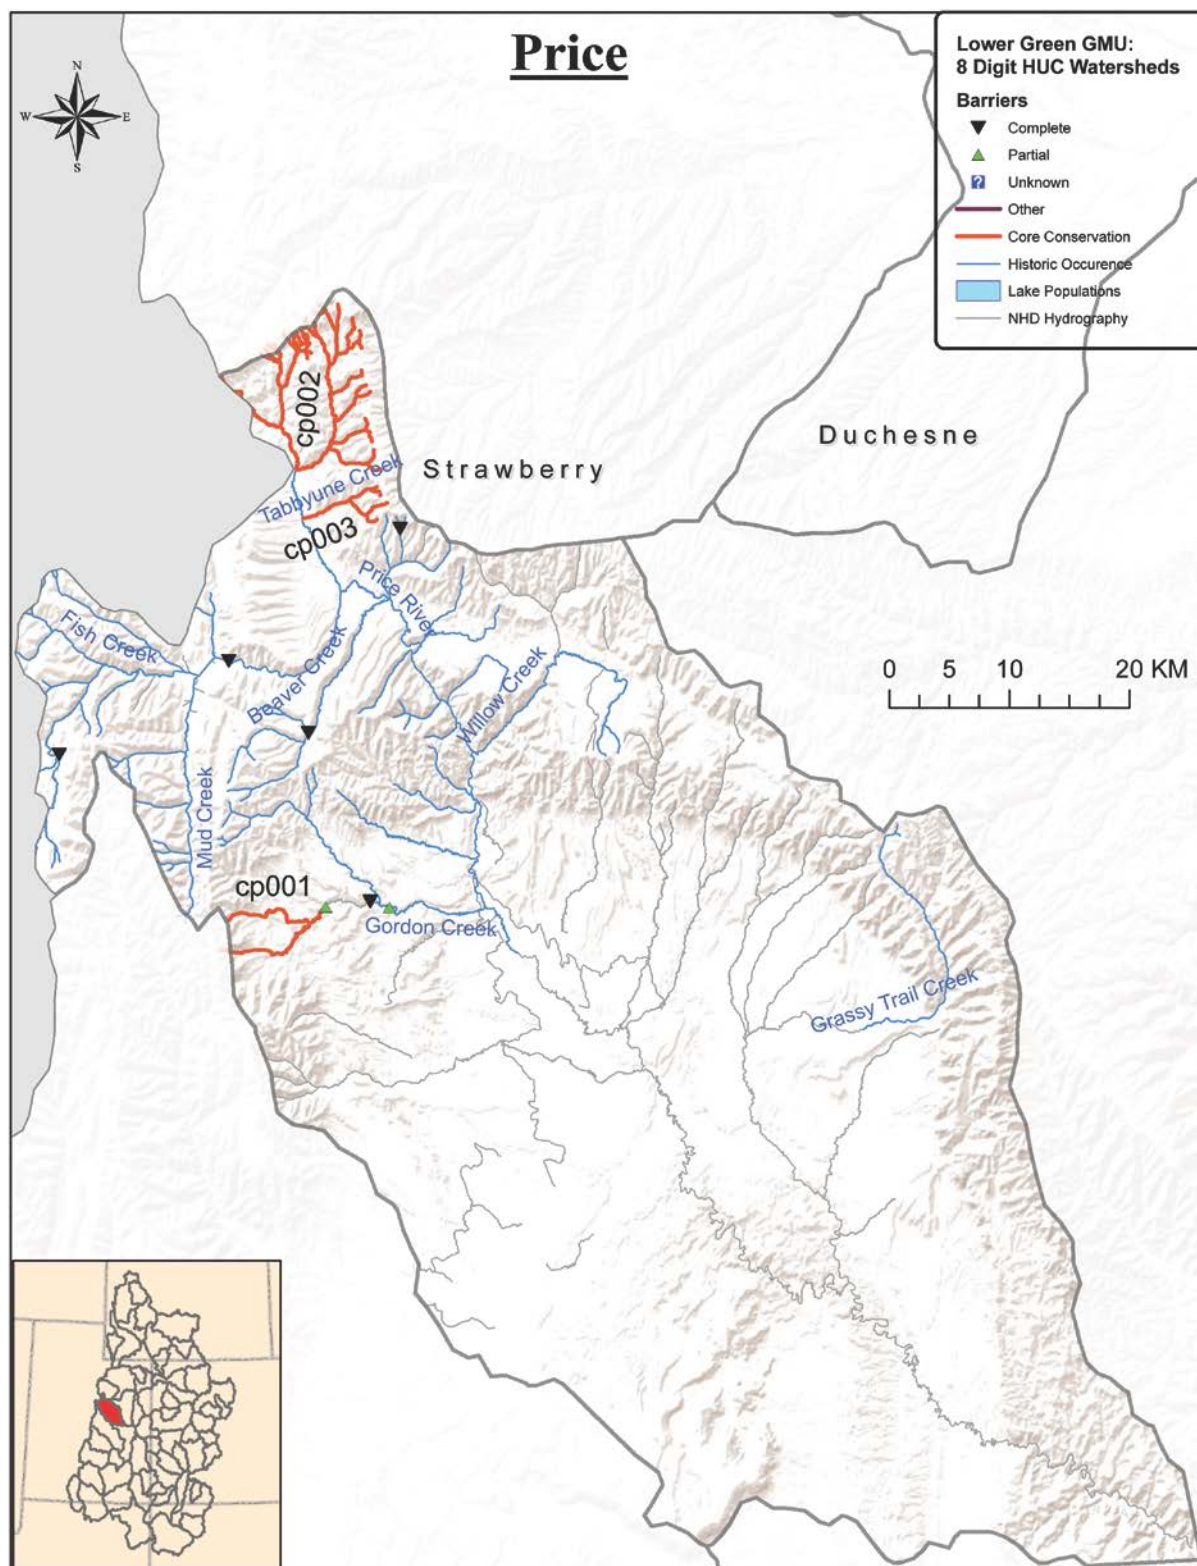 Price
N
W
E
S
Lower Green GMU:
8 Digit HUC Watersheds
Barriers
Complete
Partial
?
Unknown
Other
Core Conservation
Historic Occurence
Lake Populations
NHD Hydrography
cp002
Duchesne
Strawberry
Tabbyune Creek
cp003
Price River
Fish Creek
Beaver Creek
Willow Creek
0 5 10 20 KM
Mud Creek
cp001
Gordon Creek
Grassy Trail Creek